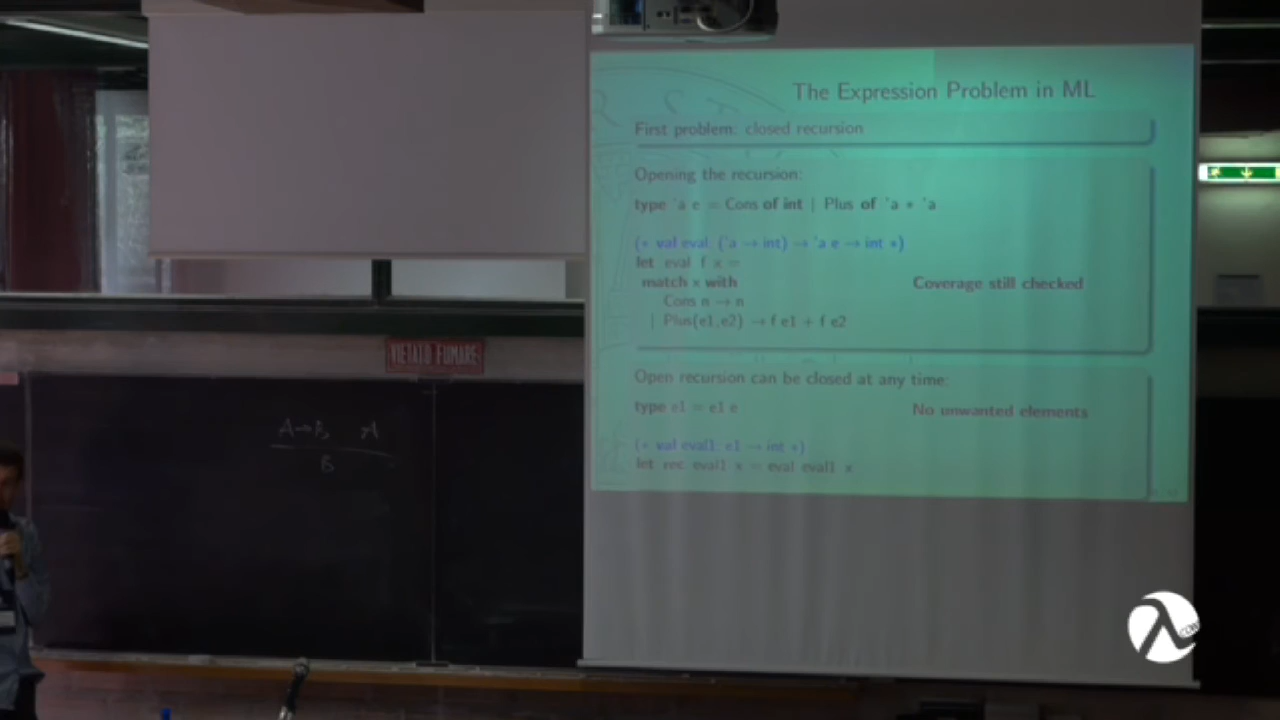 The Expression Problem in ML
First problem: closed recursion
Opening the recursion:
type 'a e = Cons of int | Plus of 'a * 'a
(* val eval: ('a → int) → 'a e → int *)
let eval f x =
match x with
Cons n → n
| Plus(e1,e2) → f e1 + f e2
Coverage still checked
Open recursion can be closed at any time:
type e1 = e1 e
No unwanted elements
(* val eval1: e1 → int *)
let rec eval1 x = eval eval1 x
VIETATO FUMARE
A→B A
B
λ